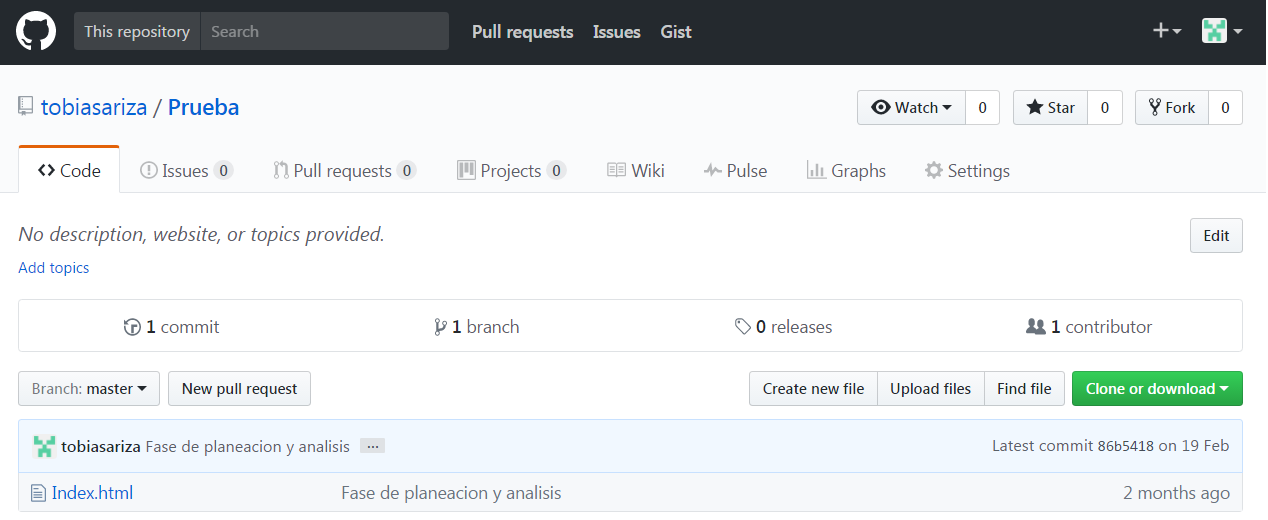 This repository Search Pull requests Issues Gist
tobiasariza / Prueba Watch 0 Star 0 Fork 0
Code Issues 0 Pull requests 0 Projects 0 Wiki Pulse Graphs Settings
No description, website, or topics provided. Edit
Add topics
1 commit 1 branch 0 releases 1 contributor
Branch: master New pull request Create new file Upload files Find file Clone or download
tobiasariza Fase de planeacion y analisis ... Latest commit 86b5418 on 19 Feb
Index.html Fase de planeacion y analisis 2 months ago